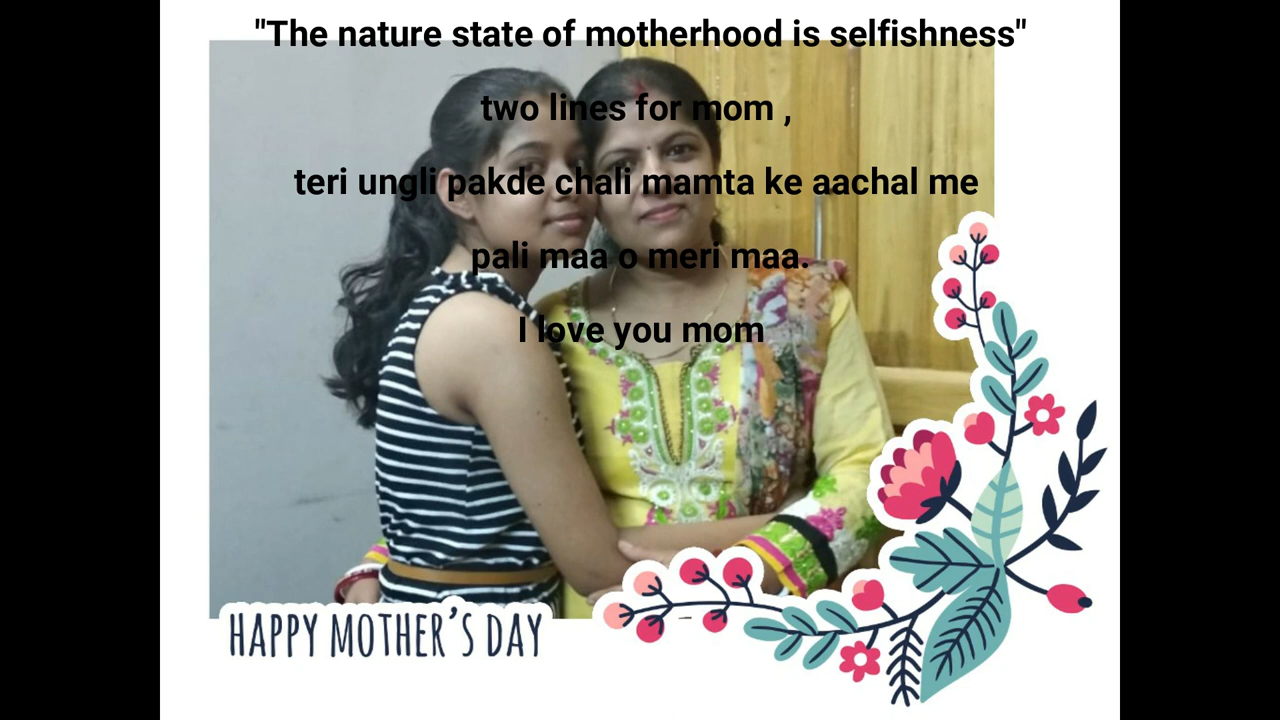 "The nature state of motherhood is selfishness"
two lines for mom ,
teri ungli pakde chali mamta ke aachal me
pali maa o meri maa.
I love you mom
HAPPY MOTHER'S DAY